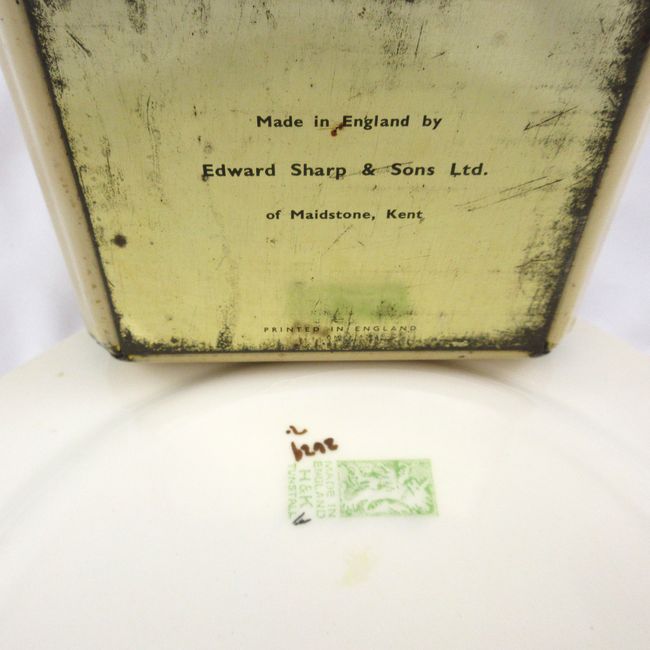 Made in England by
Edward Sharp & Sons Ltd.
of Maidstone, Kent
PRINTED IN ENGLAND
MADE IN
ENGLAND
H&K
TUNSTALL